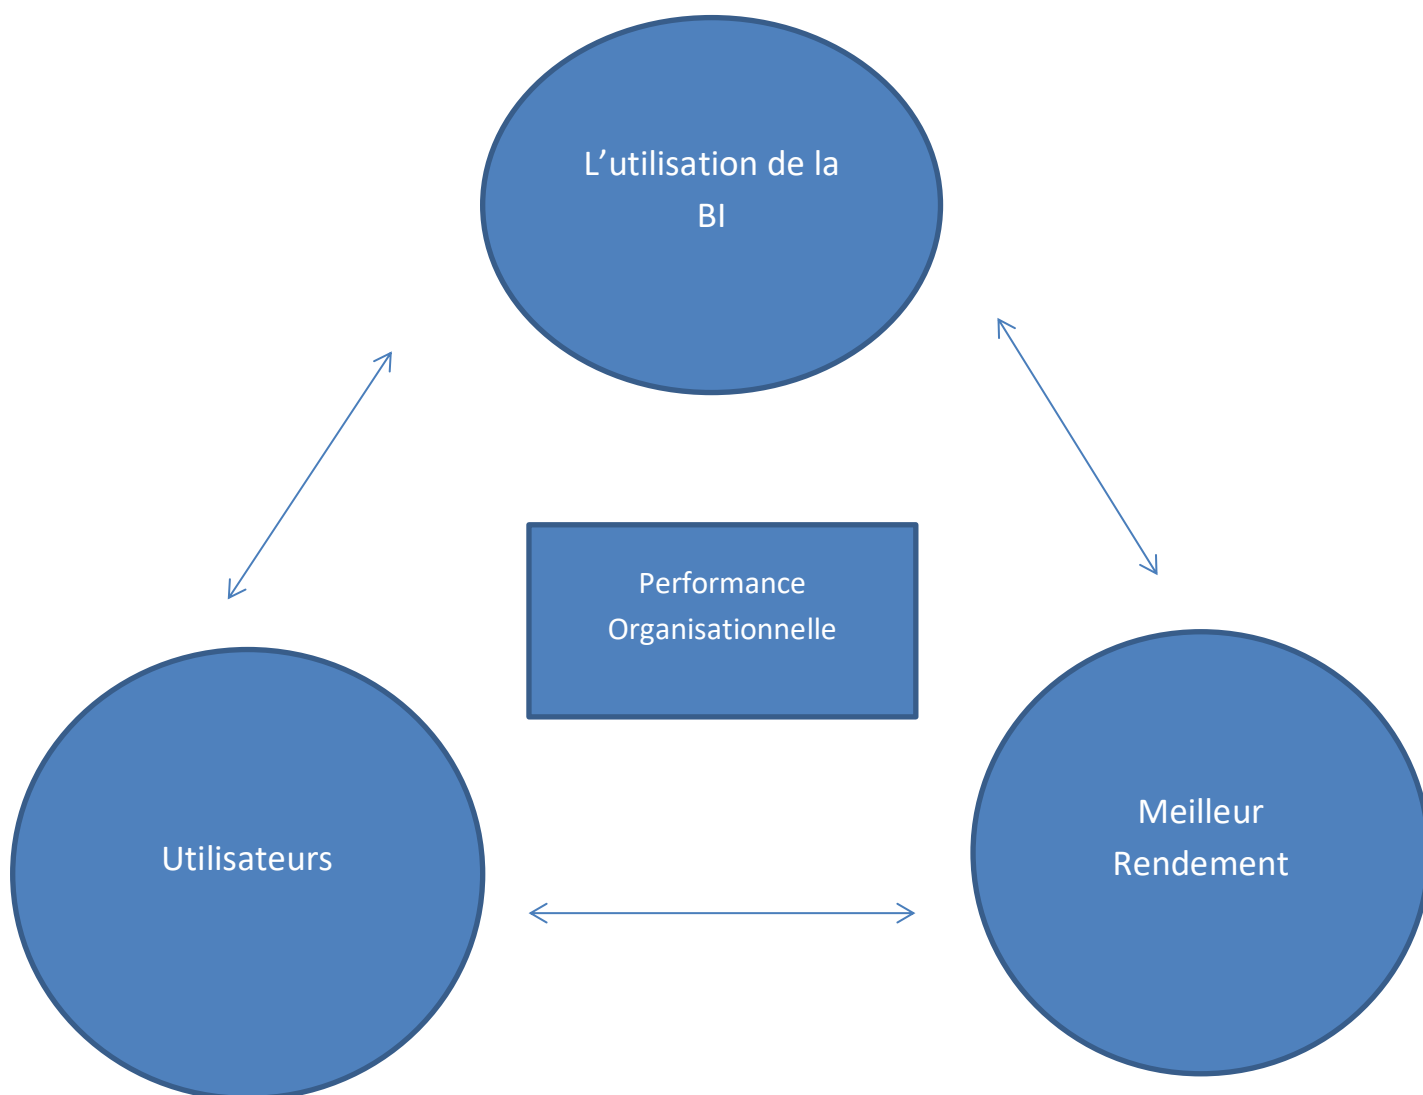 L’utilisation de la
BI
Performance
Organisationnelle
Utilisateurs
Meilleur
Rendement